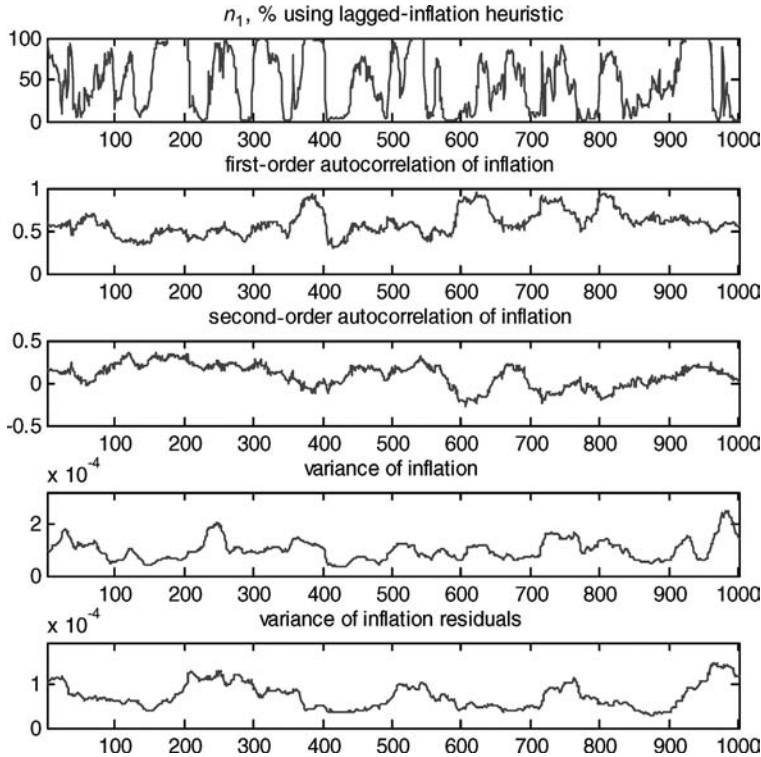 n1, % using lagged-inflation heuristic
100
50
0
100 200 300 400 500 600 700 800 900 1000
first-order autocorrelation of inflation
1
0.5
0
100 200 300 400 500 600 700 800 900 1000
second-order autocorrelation of inflation
0.5
0
-0.5
100 200 300 400 500 600 700 800 900 1000
x 10-4
variance of inflation
2
0
100 200 300 400 500 600 700 800 900 1000
x 10-4
variance of inflation residuals
1
0
100 200 300 400 500 600 700 800 900 1000